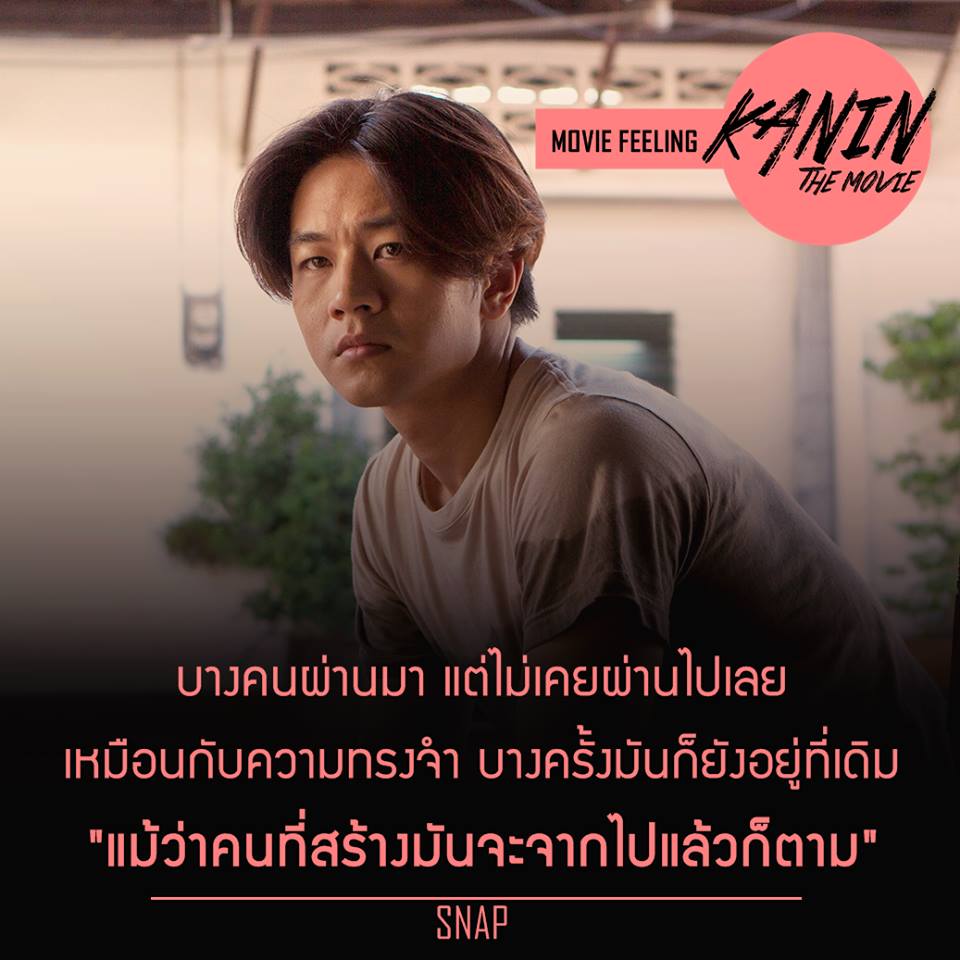 MOVIE FEELING KANIN
THE MOVIE
บางคนผ่านมา แต่ไม่เคยผ่านไปเลย
เหมือนกับความทรงจำ บางครั้งมันก็ยังอยู่ที่เดิม
"แม้ว่าคนที่สร้างมันจะจากไปแล้วก็ตาม"
SNAP